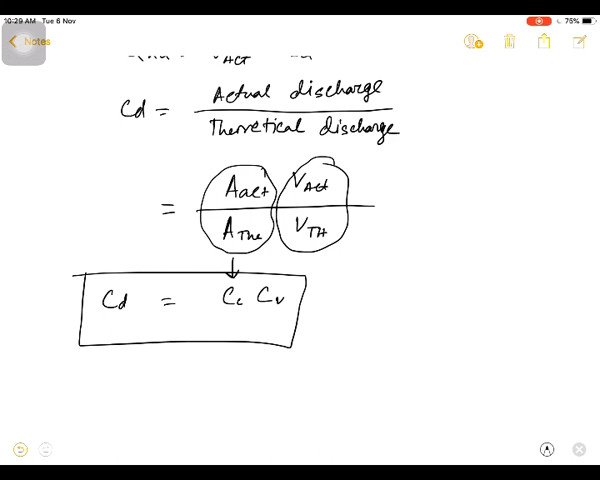 10:29 AM Tue 6 Nov 75%
Notes
VAct
Cd = Actual discharge
Theoretical discharge
= Aact VAct
AThe VTH
Cd = Cc Cv